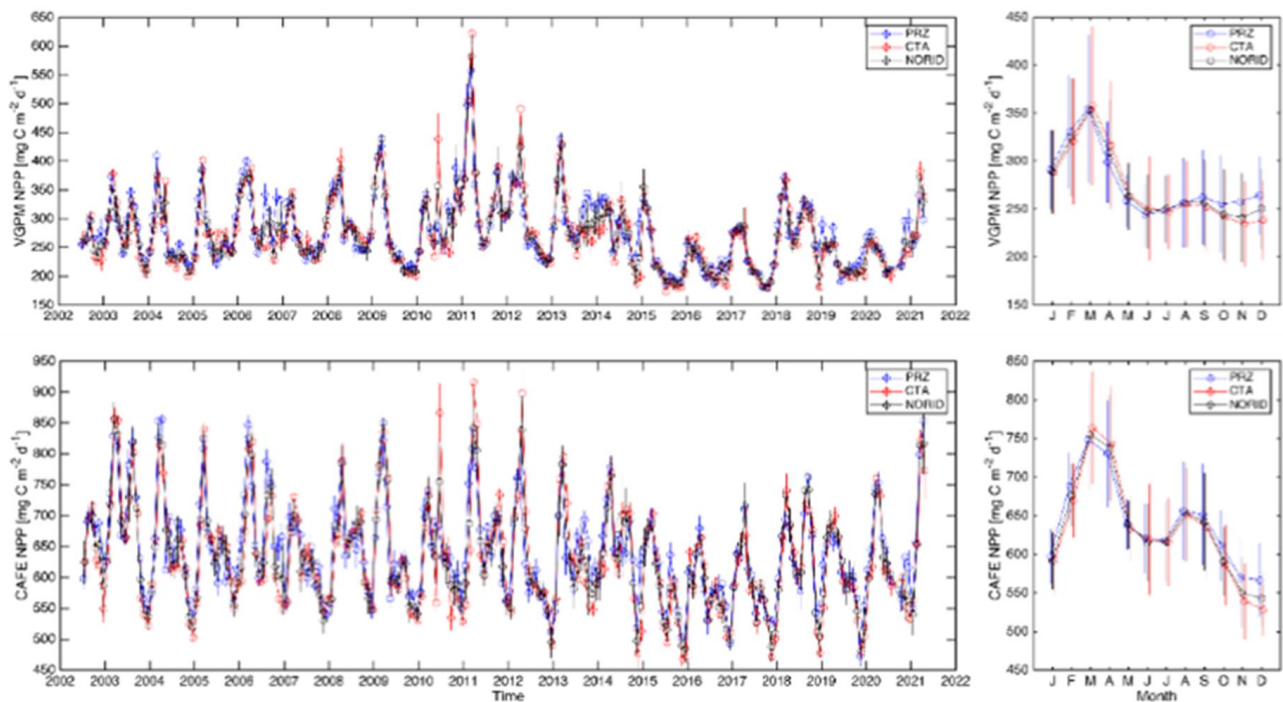 650
600
550
500
450
400
350
300
250
200
150
VGPM NPP [mg C m⁻² d⁻¹]
PRZ
CTA
NORID
2002 2003 2004 2005 2006 2007 2008 2009 2010 2011 2012 2013 2014 2015 2016 2017 2018 2019 2020 2021 2022
450
400
350
300
250
200
150
VGPM NPP [mg C m⁻² d⁻¹]
PRZ
CTA
NORID
J F M A M J J A S O N D
950
900
850
800
750
700
650
600
550
500
450
CAFE NPP [mg C m⁻² d⁻¹]
PRZ
CTA
NORID
2002 2003 2004 2005 2006 2007 2008 2009 2010 2011 2012 2013 2014 2015 2016 2017 2018 2019 2020 2021 2022
Time
850
800
750
700
650
600
550
500
450
CAFE NPP [mg C m⁻² d⁻¹]
PRZ
CTA
NORID
J F M A M J J A S O N D
Month